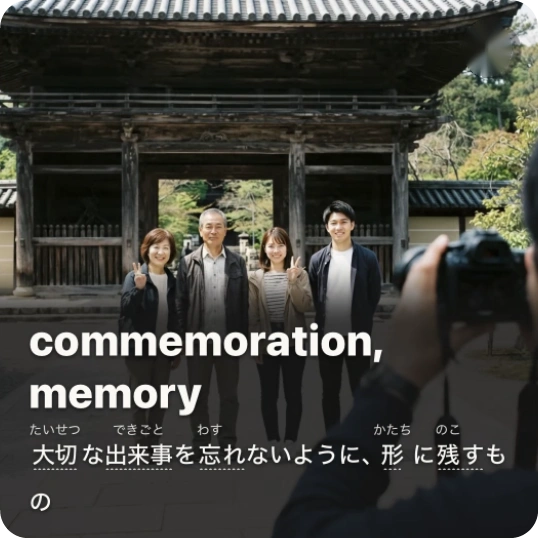 commemoration,
memory
たいせつ できごと わす かたち のこ
大切な出来事を忘れないように、形に残すも
の